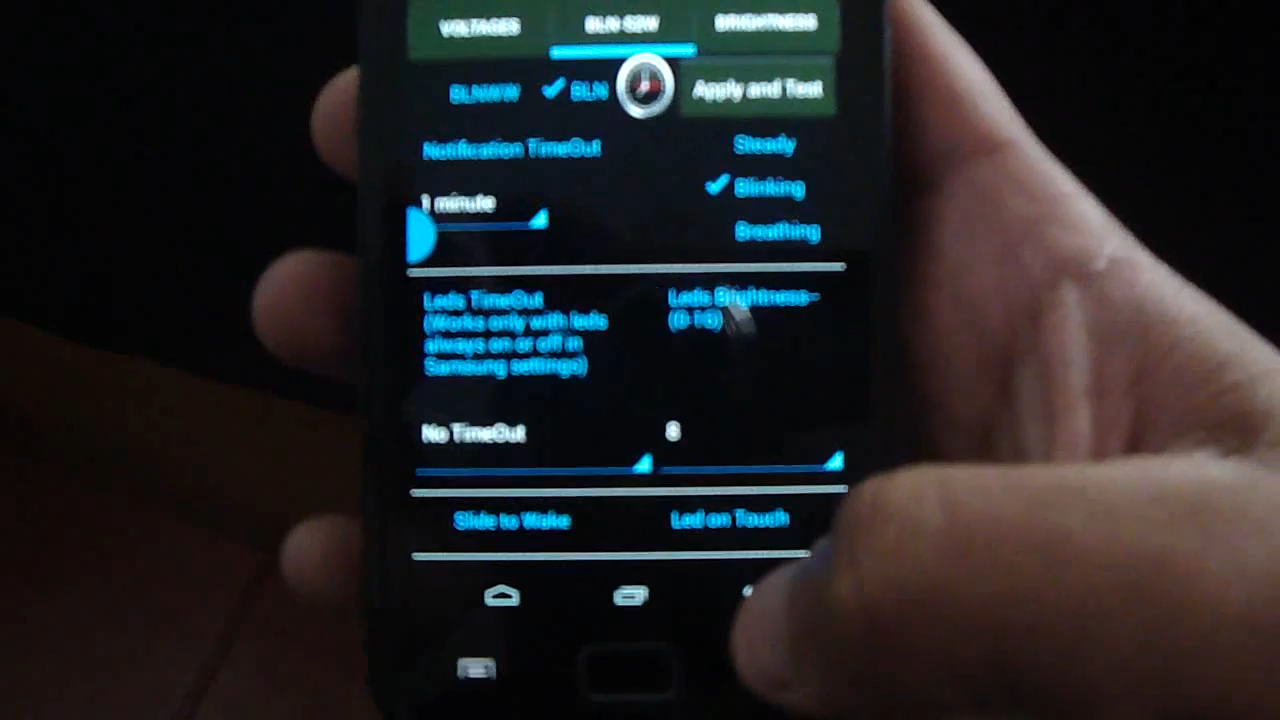 VOLTAGES BLN-S2W BRIGHTNESS
BLNWW BLN Apply and Test
Notification TimeOut
Steady
Blinking
1 minute
Breathing
Leds TimeOut
(Works only with leds
always on or off in
Samsung settings)
Leds Brightness-
(0-10)
No TimeOut
8
Slide to Wake
Led on Touch